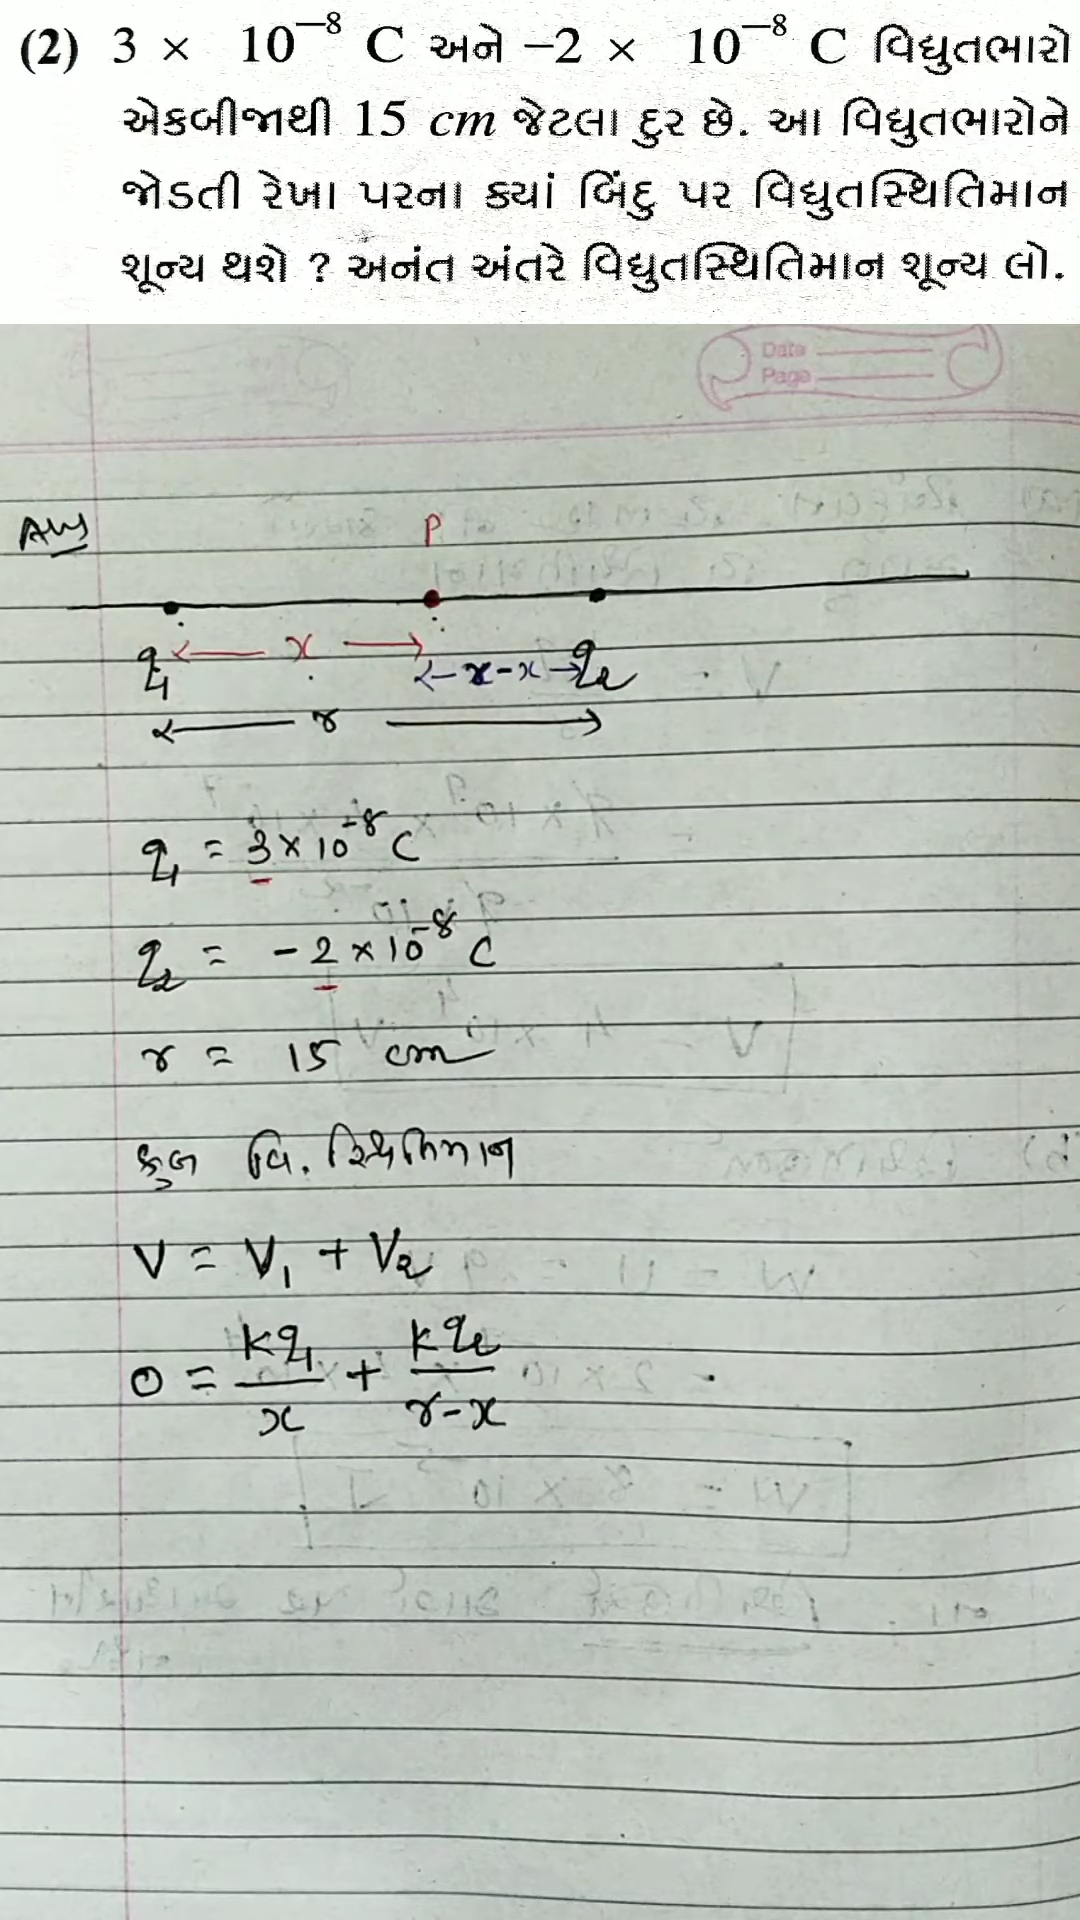 (2) 3 × 10⁻⁸ C અને −2 × 10⁻⁸ C વિદ્યુતભારો
એકબીજાથી 15 cm જેટલા દુર છે. આ વિદ્યુતભારોને
જોડતી રેખા પરના ક્યાં બિંદુ પર વિદ્યુતસ્થિતિમાન
શૂન્ય થશે ? અનંત અંતરે વિદ્યુતસ્થિતિમાન શૂન્ય લો.
Date
Page
Ans
P
q₁ x r-x q₂
r
q₁ = 3×10⁻⁸ C
q₂ = -2×10⁻⁸ C
r = 15 cm
કુલ વિ. સ્થિતિમાન
V = V₁ + V₂
0 = kq₁/x + kq₂/r-x